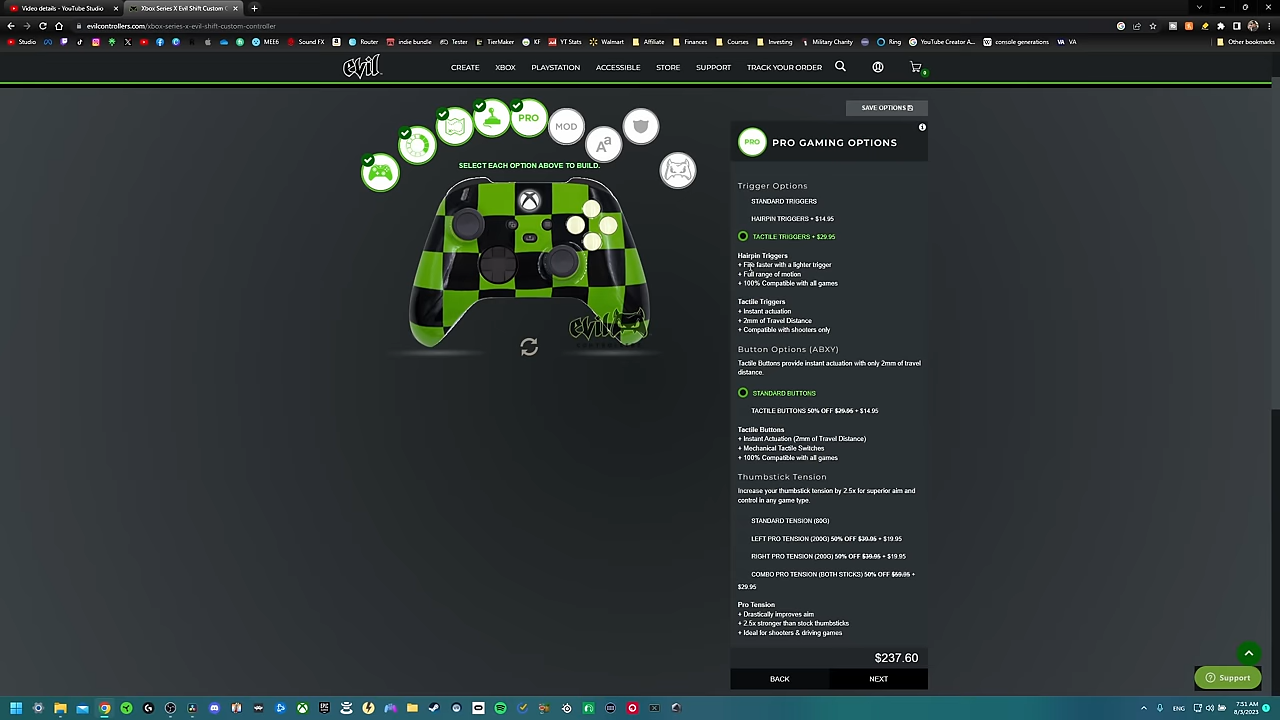 Video details - YouTube Studio
Xbox Series X Evil Shift Custom C
evilcontrollers.com/xbox-series-x-evil-shift-custom-controller
Studio
MEE6
Sound FX
Router
indie bundle
Tester
TierMaker
KF
YT Stats
Walmart
Affiliate
Finances
Courses
Investing
Military Charity
Ring
YouTube Creator A...
console generations
VA
Other bookmarks
evil
CREATE
XBOX
PLAYSTATION
ACCESSIBLE
STORE
SUPPORT
TRACK YOUR ORDER
0
PRO
MOD
Aa
SELECT EACH OPTION ABOVE TO BUILD.
evil
SAVE OPTIONS
PRO
PRO GAMING OPTIONS
Trigger Options
STANDARD TRIGGERS
HAIRPIN TRIGGERS + $14.95
TACTILE TRIGGERS + $29.95
Hairpin Triggers
+ Fire faster with a lighter trigger
+ Full range of motion
+ 100% Compatible with all games
Tactile Triggers
+ Instant actuation
+ 2mm of Travel Distance
+ Compatible with shooters only
Button Options (ABXY)
Tactile Buttons provide instant actuation with only 2mm of travel
distance.
STANDARD BUTTONS
TACTILE BUTTONS 50% OFF $29.95 + $14.95
Tactile Buttons
+ Instant Actuation (2mm of Travel Distance)
+ Mechanical Tactile Switches
+ 100% Compatible with all games
Thumbstick Tension
Increase your thumbstick tension by 2.5x for superior aim and
control in any game type.
STANDARD TENSION (80G)
LEFT PRO TENSION (200G) 50% OFF $39.95 + $19.95
RIGHT PRO TENSION (200G) 50% OFF $39.95 + $19.95
COMBO PRO TENSION (BOTH STICKS) 50% OFF $59.95 +
$29.95
Pro Tension
+ Drastically improves aim
+ 2.5x stronger than stock thumbsticks
+ Ideal for shooters & driving games
$237.60
BACK
NEXT
Support
ENG
7:51 AM
8/3/2023